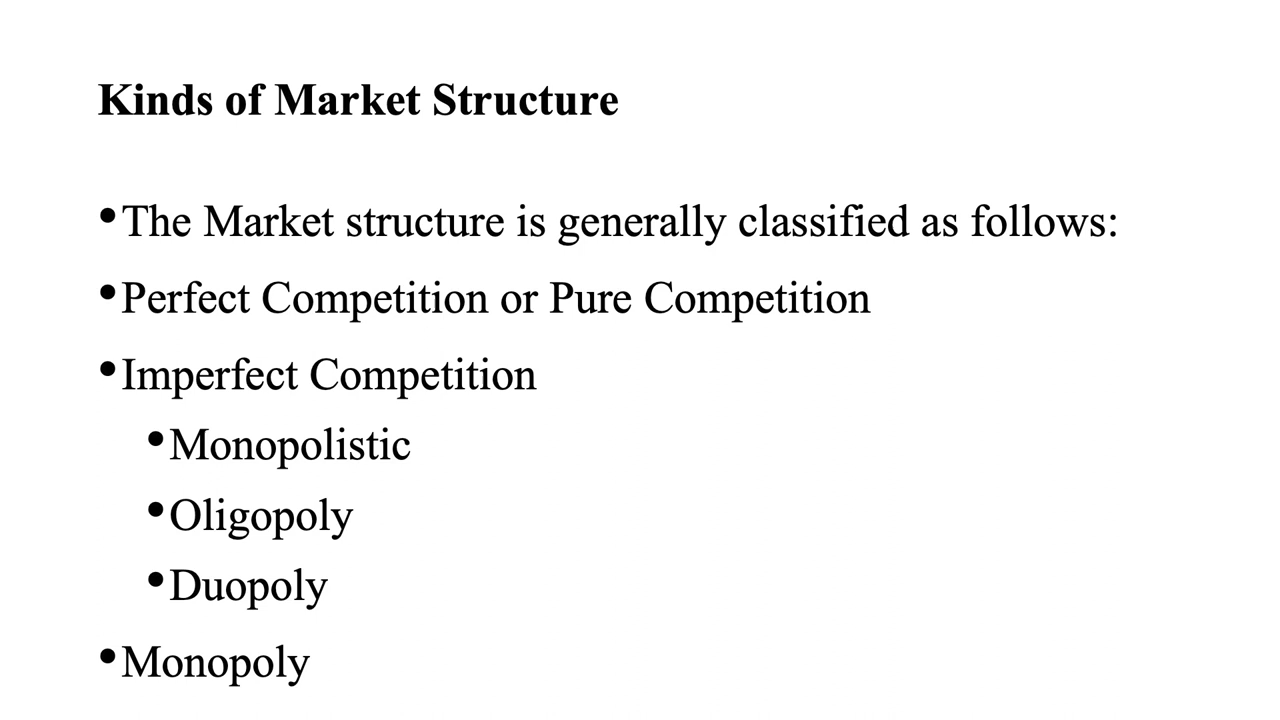 Kinds of Market Structure
•The Market structure is generally classified as follows:
•Perfect Competition or Pure Competition
•Imperfect Competition
•Monopolistic
•Oligopoly
•Duopoly
•Monopoly